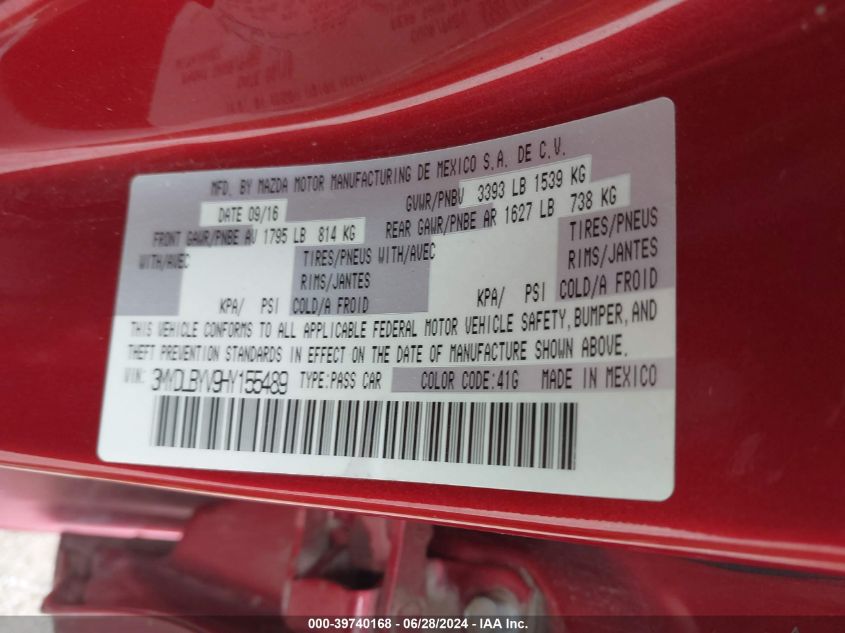 MFD. BY MAZDA MOTOR MANUFACTURING DE MEXICO S.A. DE C.V.
DATE 09/16 GVWR/PNBV 3393 LB 1539 KG
FRONT GAWR/PNBE AV 1795 LB 814 KG REAR GAWR/PNBE AR 1627 LB 738 KG
WITH/AVEC TIRES/PNEUS WITH/AVEC TIRES/PNEUS
RIMS/JANTES RIMS/JANTES
KPA/ PSI COLD/A FROID KPA/ PSI COLD/A FROID
THIS VEHICLE CONFORMS TO ALL APPLICABLE FEDERAL MOTOR VEHICLE SAFETY, BUMPER, AND
THEFT PREVENTION STANDARDS IN EFFECT ON THE DATE OF MANUFACTURE SHOWN ABOVE.
VIN: 3MYDLBYV9HY155489 TYPE:PASS CAR COLOR CODE:41G MADE IN MEXICO
000-39740168 - 06/28/2024 - IAA Inc.